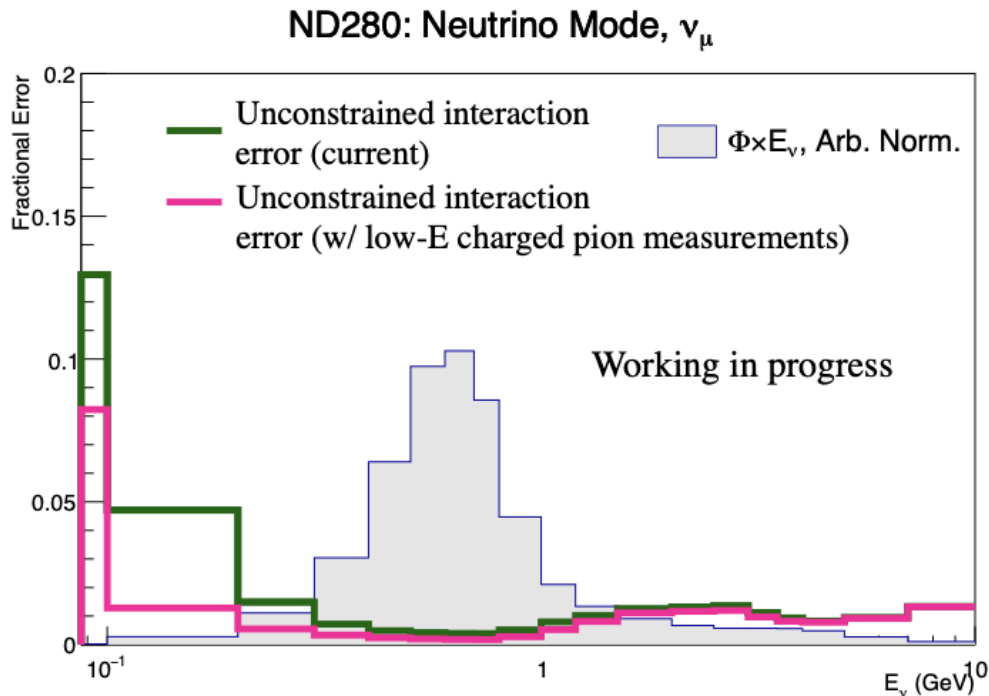 ND280: Neutrino Mode, νμ
Fractional Error
0.2
0.15
0.1
0.05
0
Unconstrained interaction
error (current)
Unconstrained interaction
error (w/ low-E charged pion measurements)
Φ×Eν, Arb. Norm.
Working in progress
10⁻¹
1
10
Eν (GeV)